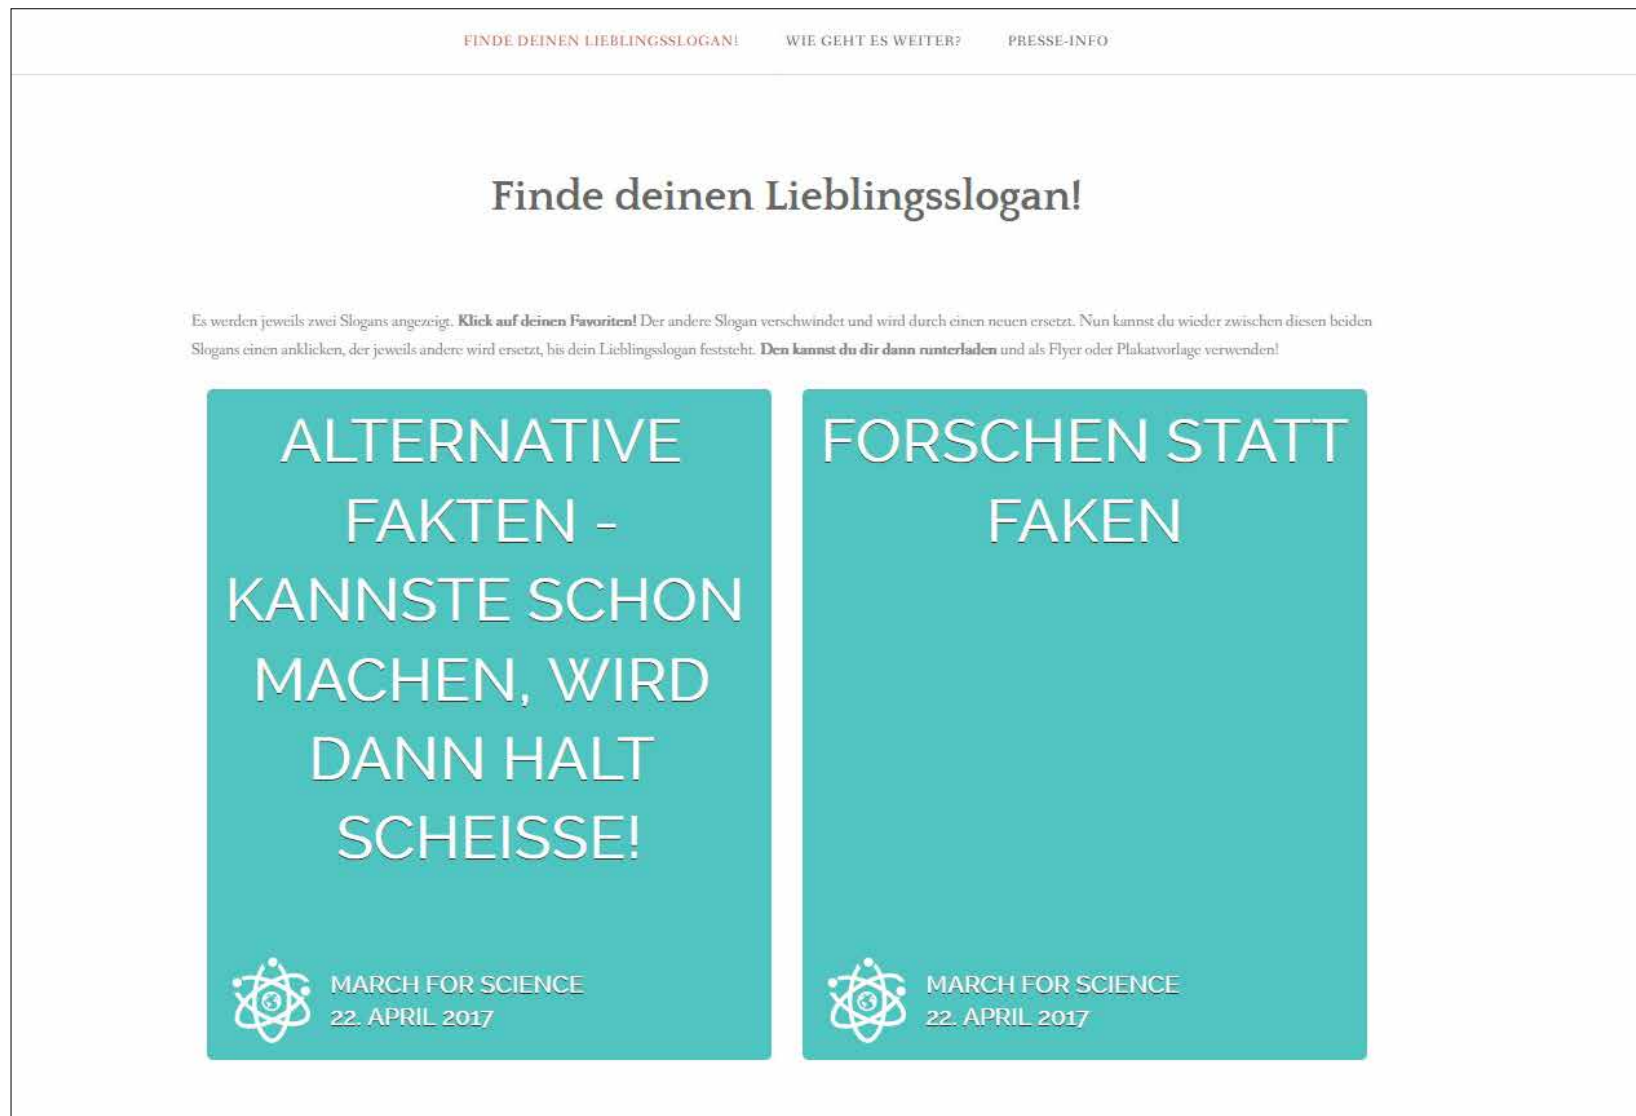 FINDE DEINEN LIEBLINGSSLOGAN! WIE GEHT ES WEITER? PRESSE-INFO
Finde deinen Lieblingsslogan!
Es werden jeweils zwei Slogans angezeigt. Klick auf deinen Favoriten! Der andere Slogan verschwindet und wird durch einen neuen ersetzt. Nun kannst du wieder zwischen diesen beiden
Slogans einen anklicken, der jeweils andere wird ersetzt, bis dein Lieblingsslogan feststeht. Den kannst du dir dann runterladen und als Flyer oder Plakatvorlage verwenden!
ALTERNATIVE
FAKTEN -
KANNSTE SCHON
MACHEN, WIRD
DANN HALT
SCHEISSE!
MARCH FOR SCIENCE
22. APRIL 2017
FORSCHEN STATT
FAKEN
MARCH FOR SCIENCE
22. APRIL 2017